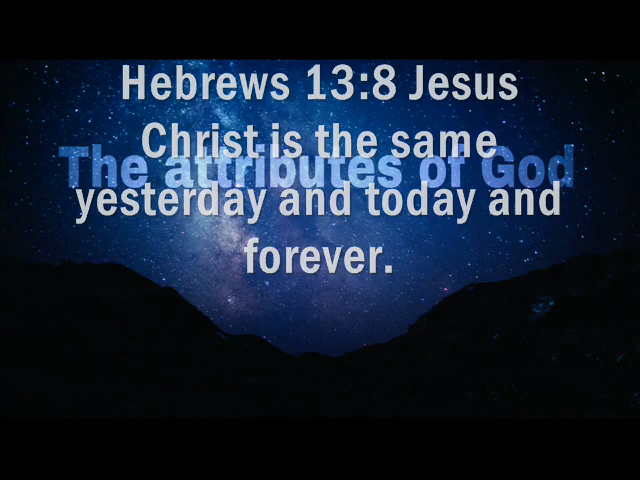 Hebrews 13:8 Jesus
Christ is the same
The attributes of God
yesterday and today and
forever.